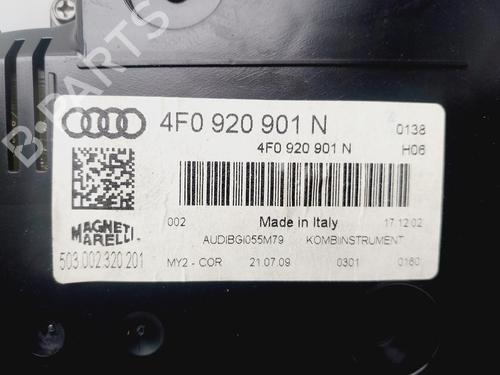 B-PARTS
4F0 920 901 N
0138
4F0 920 901 N
H06
002
Made in Italy
17.12.02
MAGNETI
MARELLI
AUDIBGI055M79
KOMBIINSTRUMENT
503.002.320.201
MY2 - COR
21.07.09
0301
0160